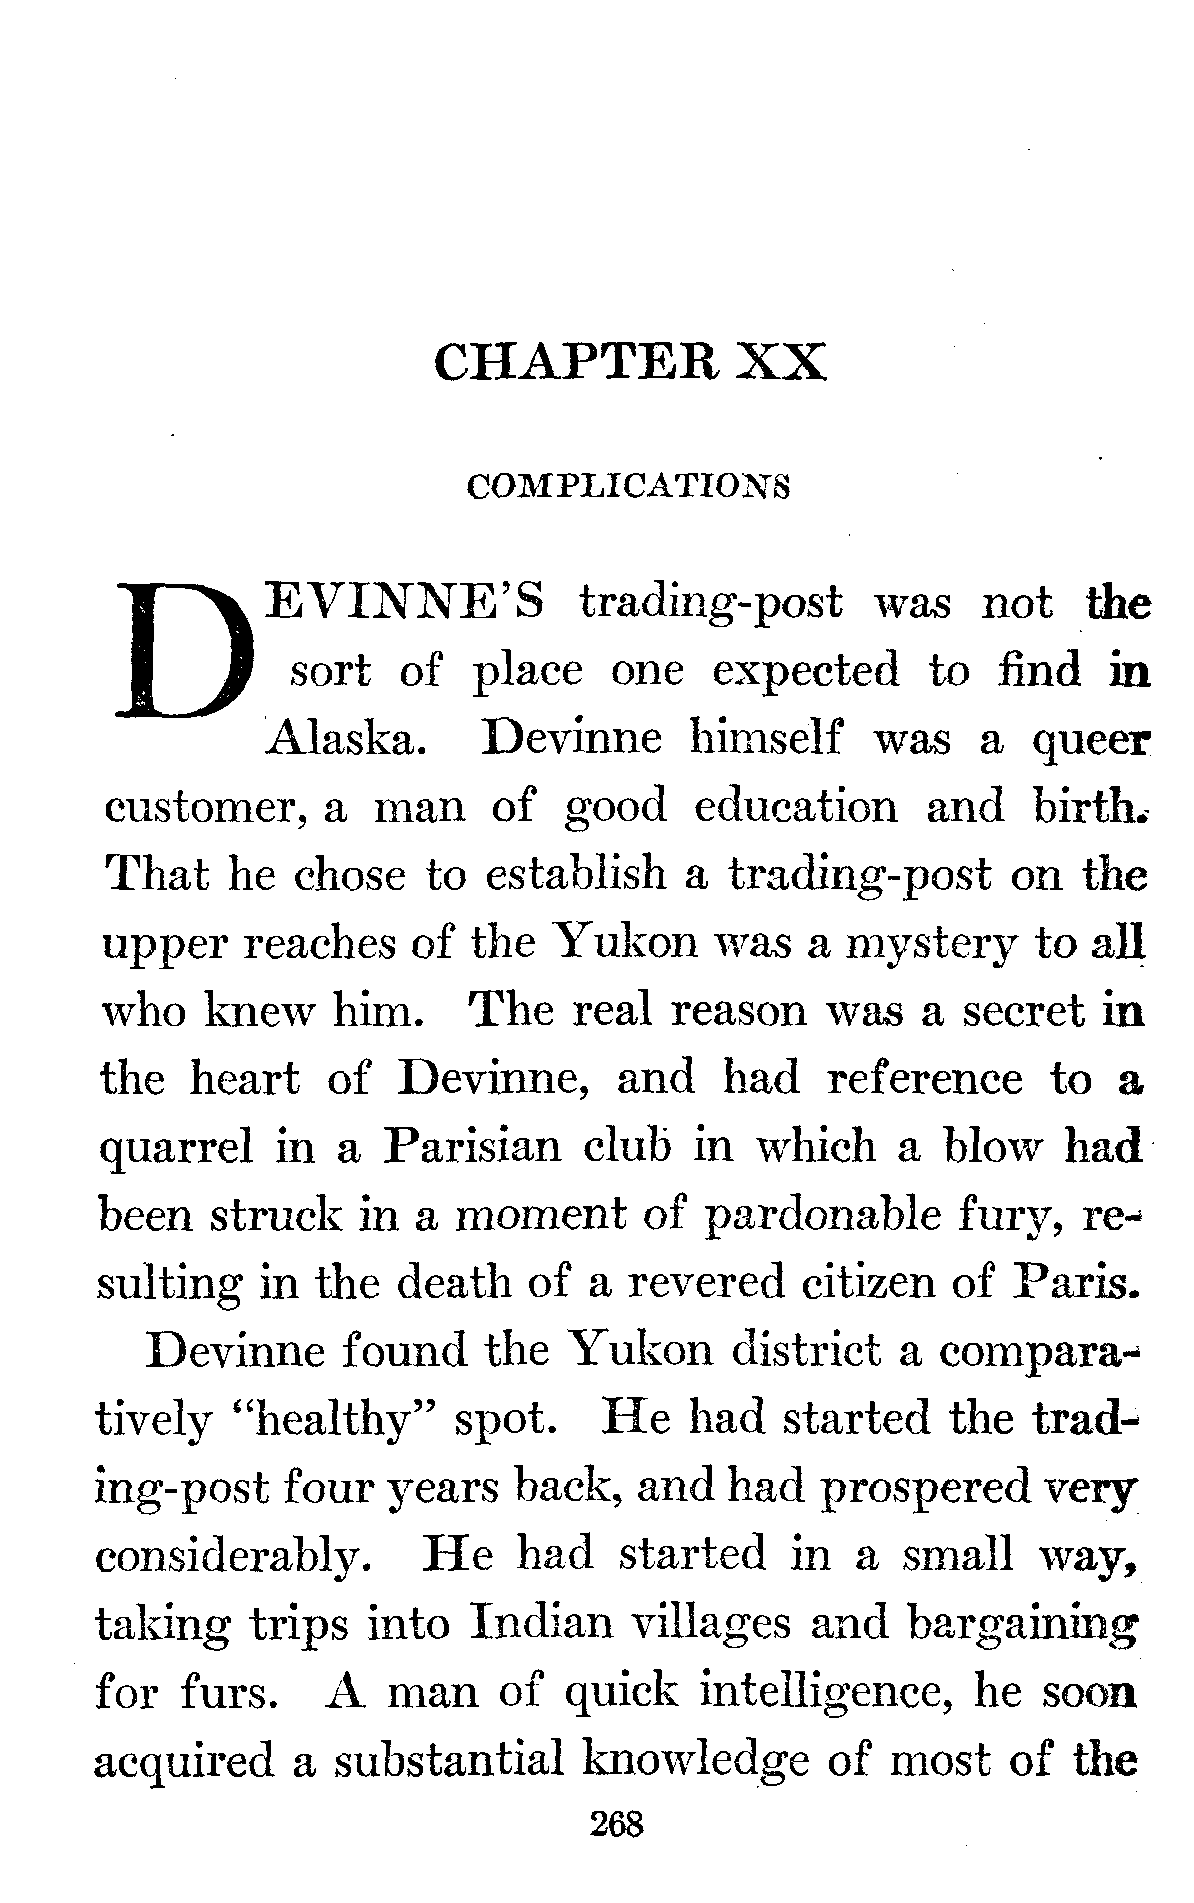 CHAPTER XX
COMPLICATIONS
DEVINNE'S trading-post was not the
sort of place one expected to find in
Alaska. Devinne himself was a queer
customer, a man of good education and birth.
That he chose to establish a trading-post on the
upper reaches of the Yukon was a mystery to all
who knew him. The real reason was a secret in
the heart of Devinne, and had reference to a
quarrel in a Parisian club in which a blow had
been struck in a moment of pardonable fury, re-
sulting in the death of a revered citizen of Paris.
Devinne found the Yukon district a compara-
tively "healthy" spot. He had started the trad-
ing-post four years back, and had prospered very
considerably. He had started in a small way,
taking trips into Indian villages and bargaining
for furs. A man of quick intelligence, he soon
acquired a substantial knowledge of most of the
268